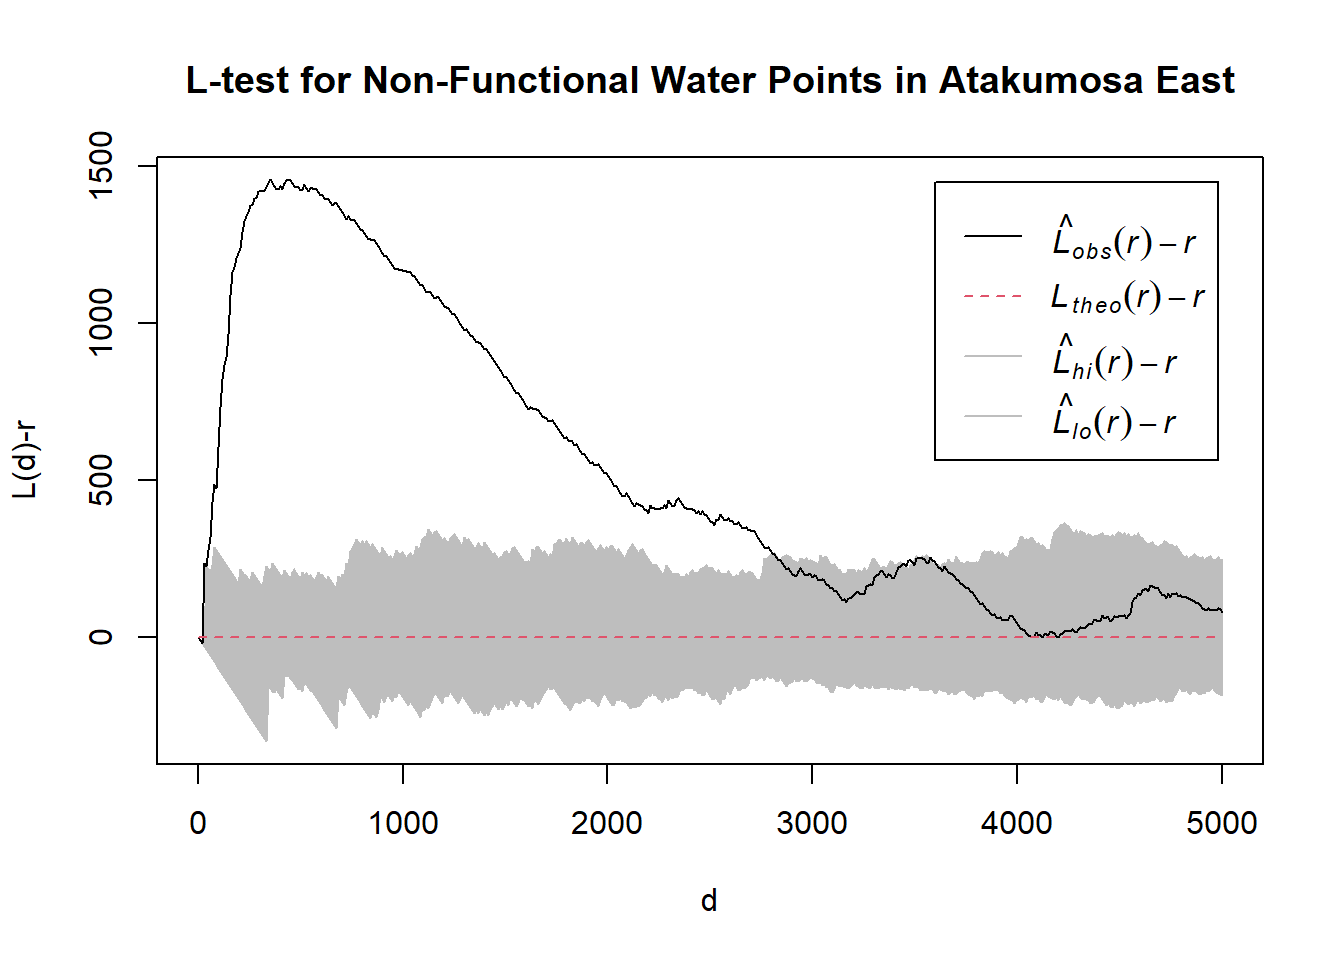 L-test for Non-Functional Water Points in Atakumosa East
L(d)-r
1500
1000
500
0
L̂obs(r) − r
Ltheo(r) − r
L̂hi(r) − r
L̂lo(r) − r
0 1000 2000 3000 4000 5000
d